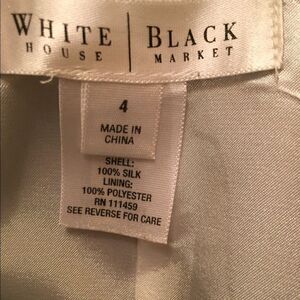 WHITE | BLACK
HOUSE | MARKET
4
MADE IN
CHINA
SHELL:
100% SILK
LINING:
100% POLYESTER
RN 111459
SEE REVERSE FOR CARE